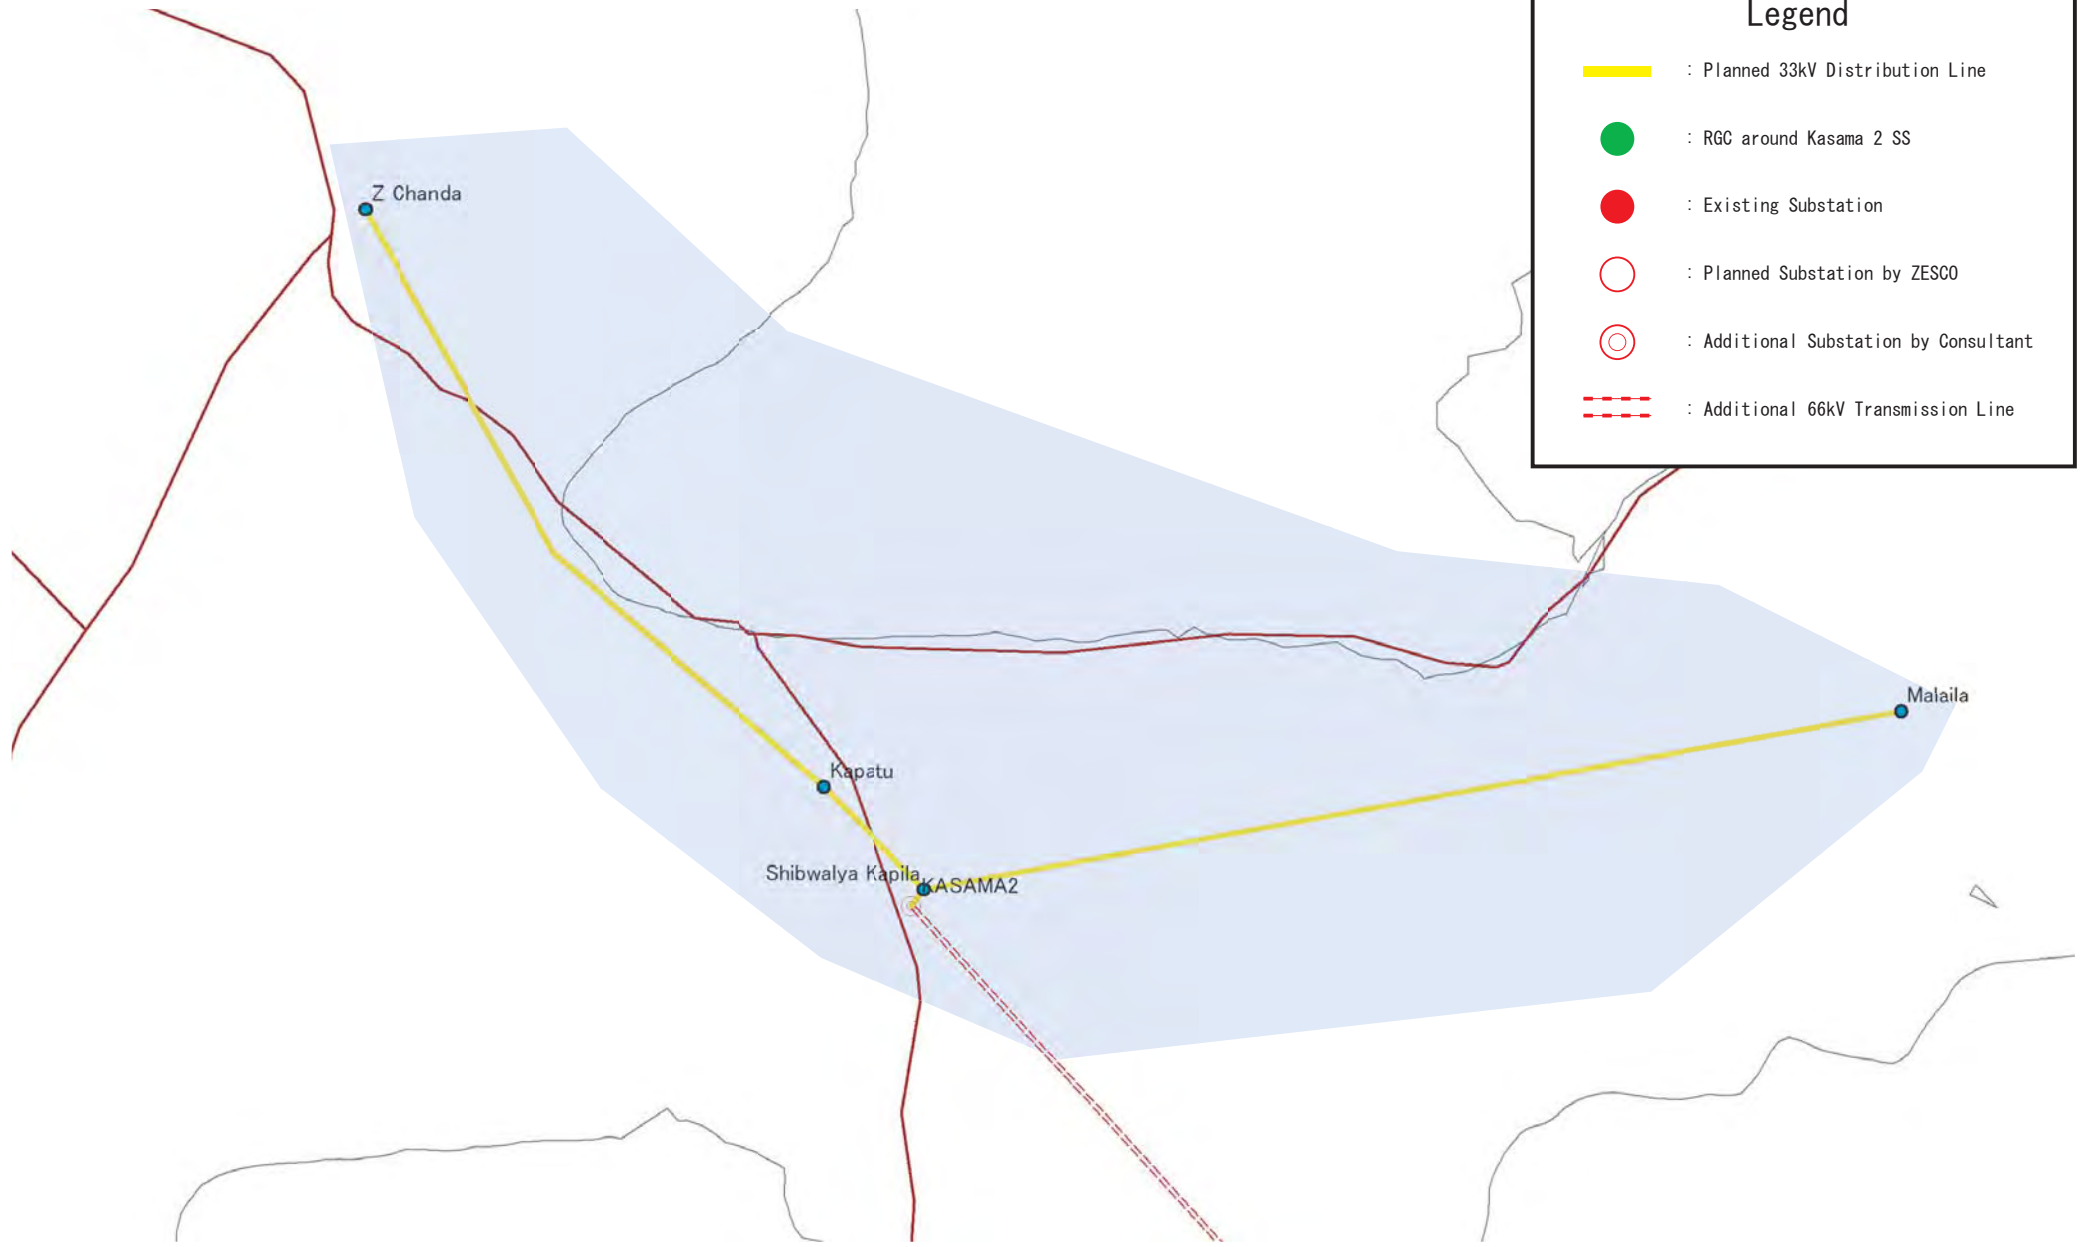 Legend
: Planned 33kV Distribution Line
: RGC around Kasama 2 SS
: Existing Substation
: Planned Substation by ZESCO
: Additional Substation by Consultant
: Additional 66kV Transmission Line
Z Chanda
Malaila
Kapatu
Shibwalya Kapila
KASAMA2